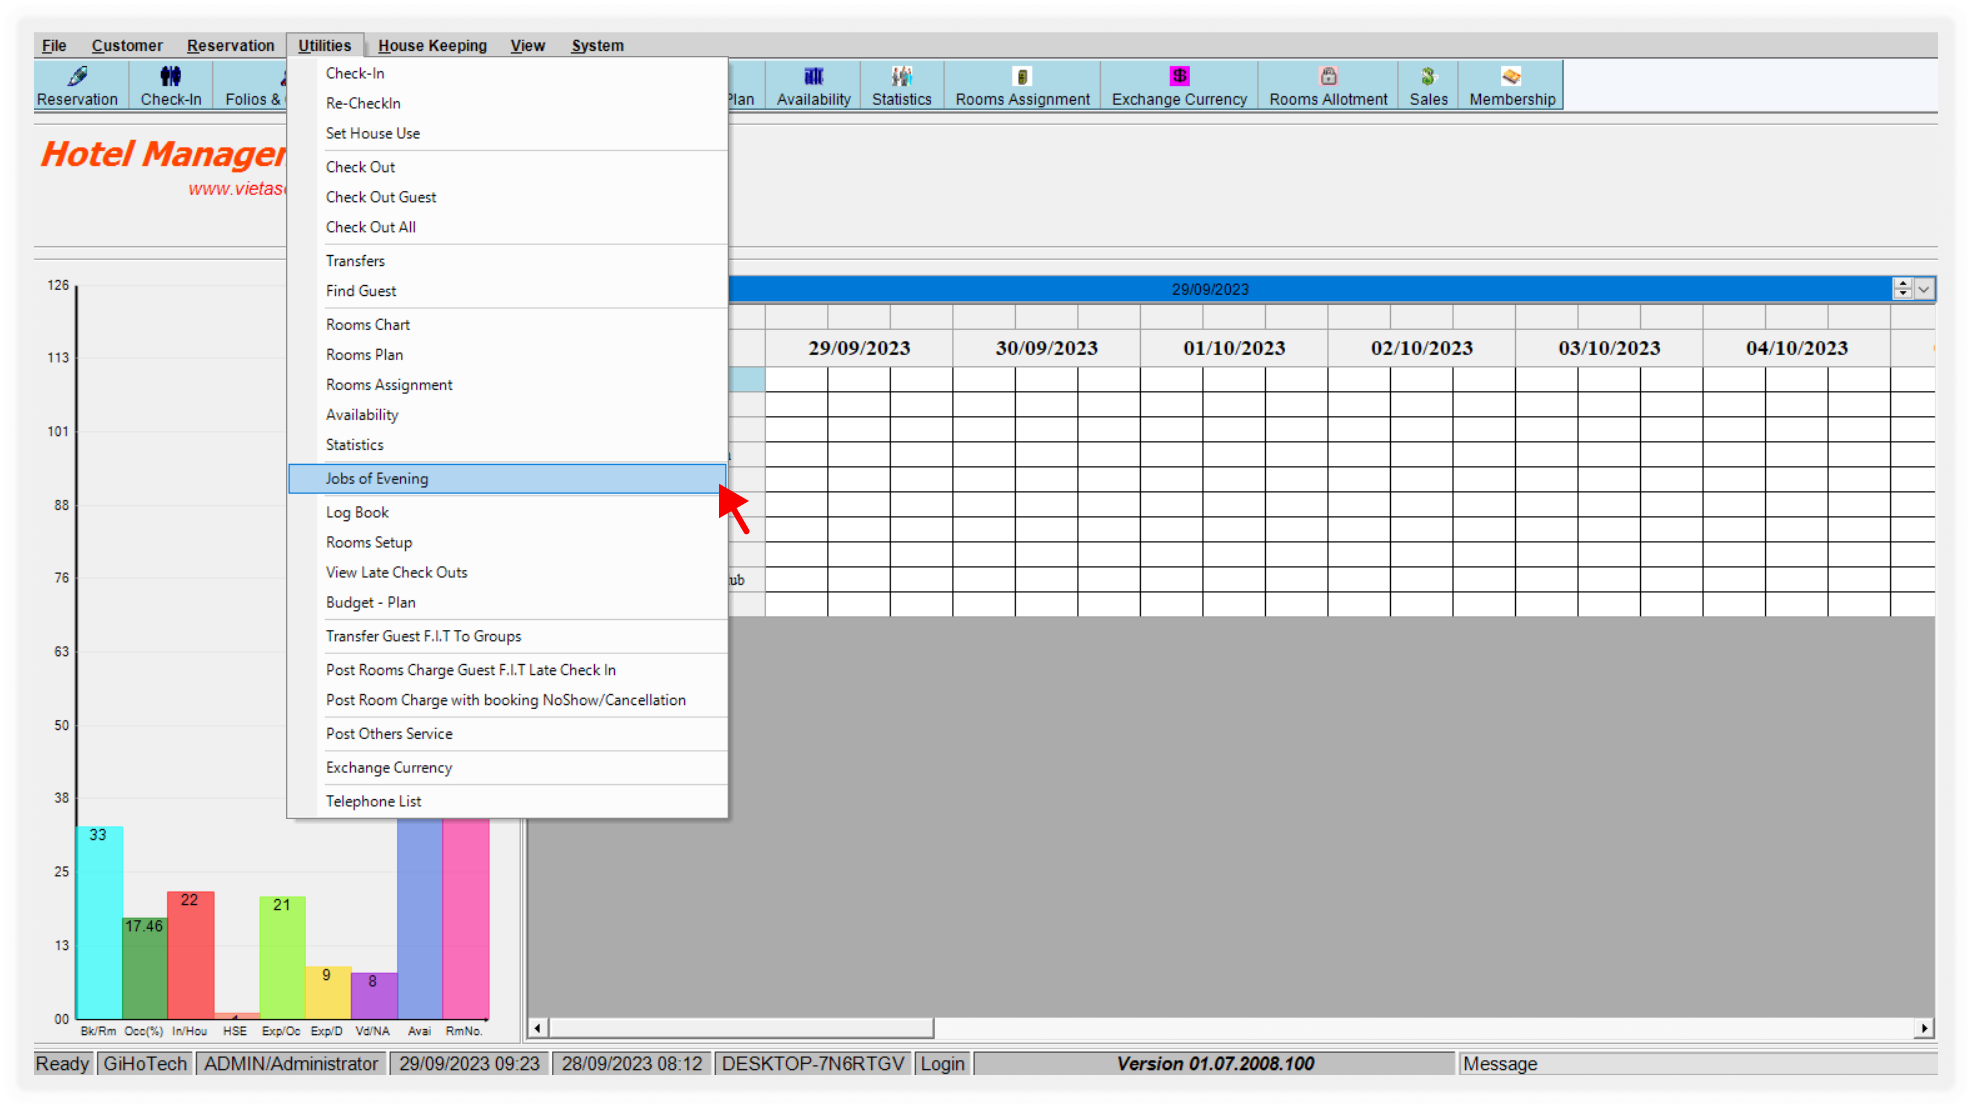 File Customer Reservation Utilities House Keeping View System
Reservation Check-In Folios & Plan Availability Statistics Rooms Assignment Exchange Currency Rooms Allotment Sales Membership
Hotel Manager
www.vietas
Check-In
Re-CheckIn
Set House Use
Check Out
Check Out Guest
Check Out All
Transfers
Find Guest
Rooms Chart
Rooms Plan
Rooms Assignment
Availability
Statistics
Jobs of Evening
Log Book
Rooms Setup
View Late Check Outs
Budget - Plan
Transfer Guest F.I.T To Groups
Post Rooms Charge Guest F.I.T Late Check In
Post Room Charge with booking NoShow/Cancellation
Post Others Service
Exchange Currency
Telephone List
29/09/2023
29/09/2023 30/09/2023 01/10/2023 02/10/2023 03/10/2023 04/10/2023
ub
126
113
101
88
76
63
50
38
25
13
00
33
17.46
22
21
9
8
Bk/Rm Occ(%) In/Hou HSE Exp/Oc Exp/D Vd/NA Avai RmNo.
Ready GiHoTech ADMIN/Administrator 29/09/2023 09:23 28/09/2023 08:12 DESKTOP-7N6RTGV Login Version 01.07.2008.100 Message